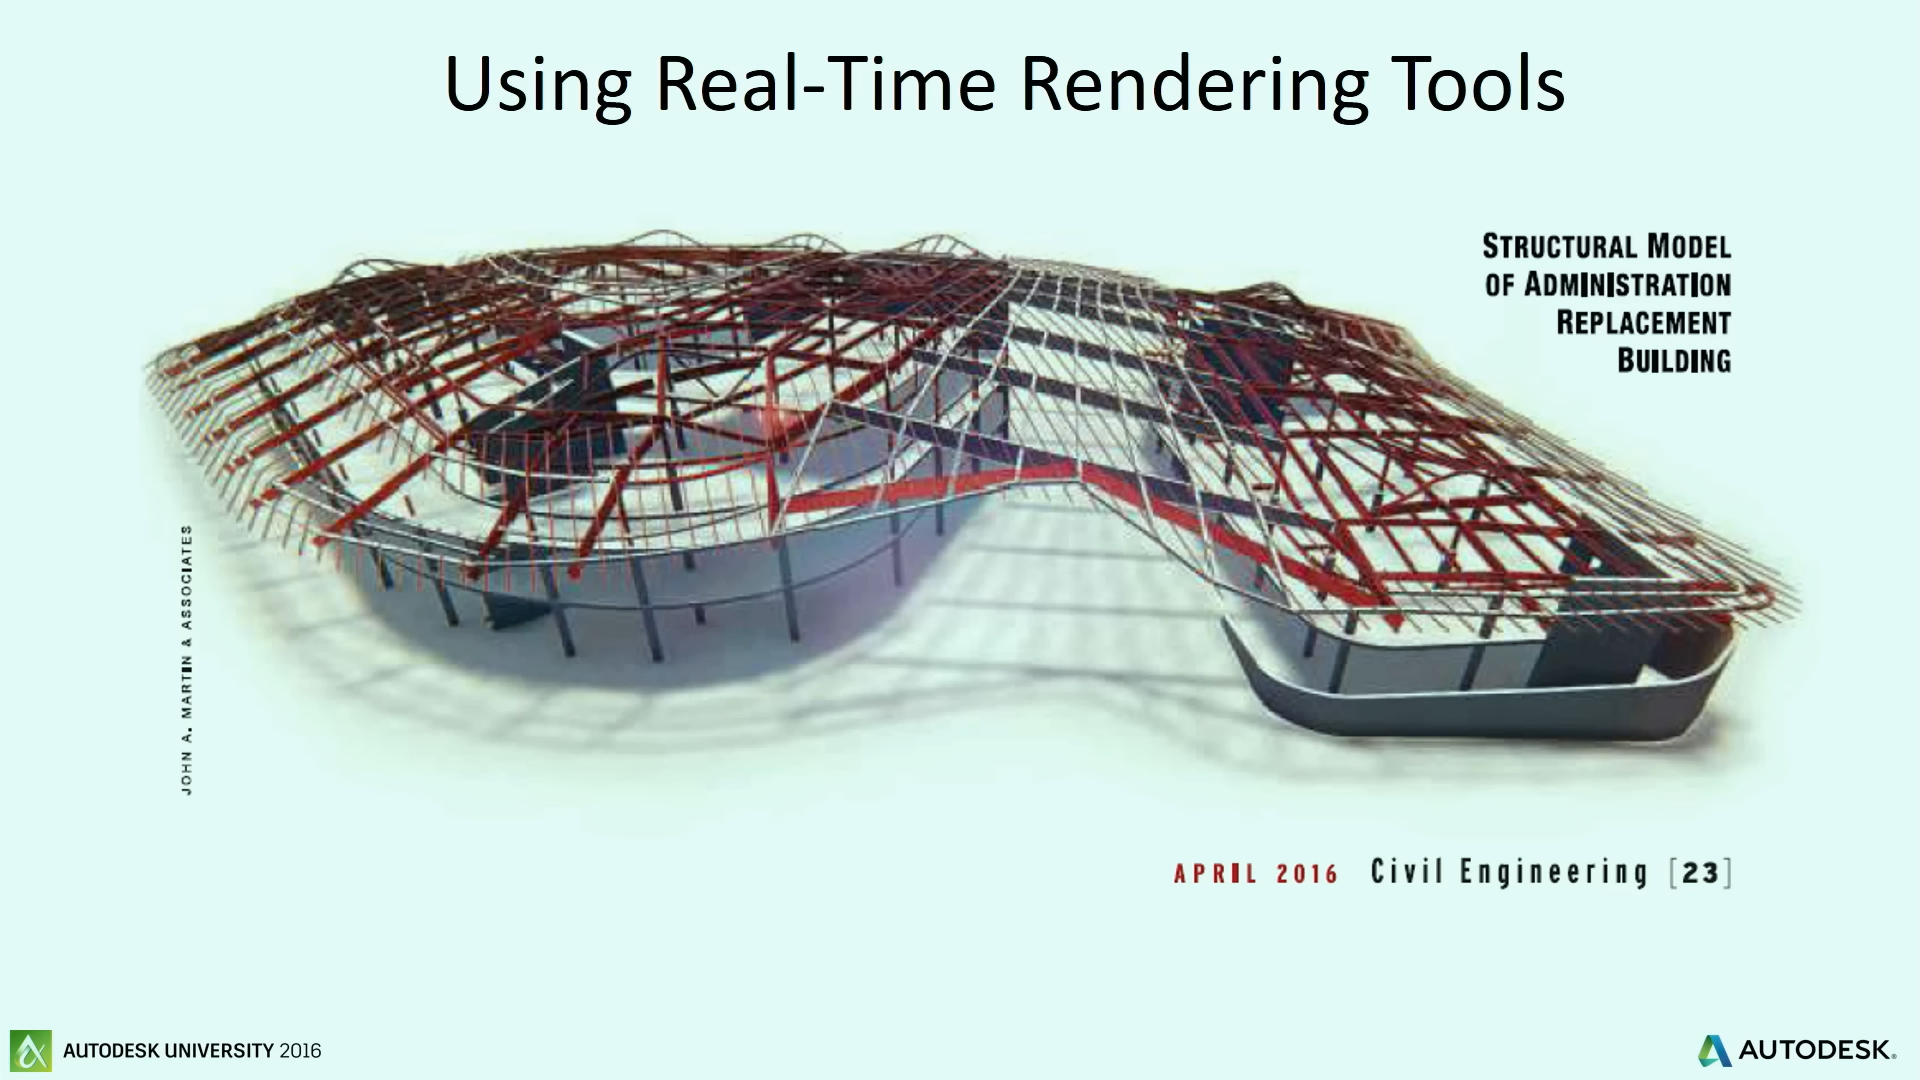 Using Real-Time Rendering Tools
STRUCTURAL MODEL
OF ADMINISTRATION
REPLACEMENT
BUILDING
JOHN A. MARTIN & ASSOCIATES
APRIL 2016 Civil Engineering [23]
AUTODESK UNIVERSITY 2016
AUTODESK®